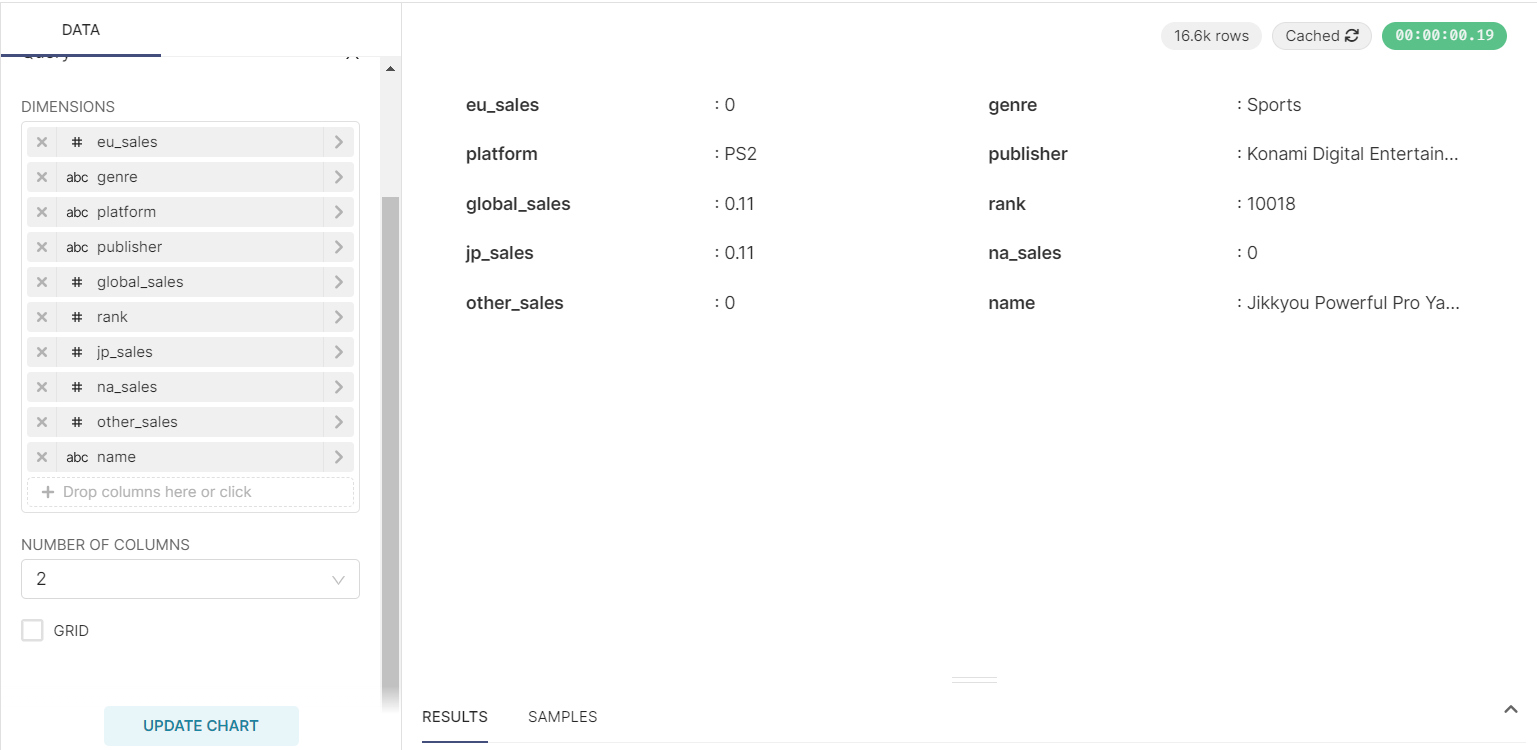 DATA
Query
DIMENSIONS
# eu_sales
abc genre
abc platform
abc publisher
# global_sales
# rank
# jp_sales
# na_sales
# other_sales
abc name
+ Drop columns here or click
NUMBER OF COLUMNS
2
GRID
UPDATE CHART
16.6k rows Cached 00:00:00.19
eu_sales : 0 genre : Sports
platform : PS2 publisher : Konami Digital Entertain...
global_sales : 0.11 rank : 10018
jp_sales : 0.11 na_sales : 0
other_sales : 0 name : Jikkyou Powerful Pro Ya...
RESULTS SAMPLES